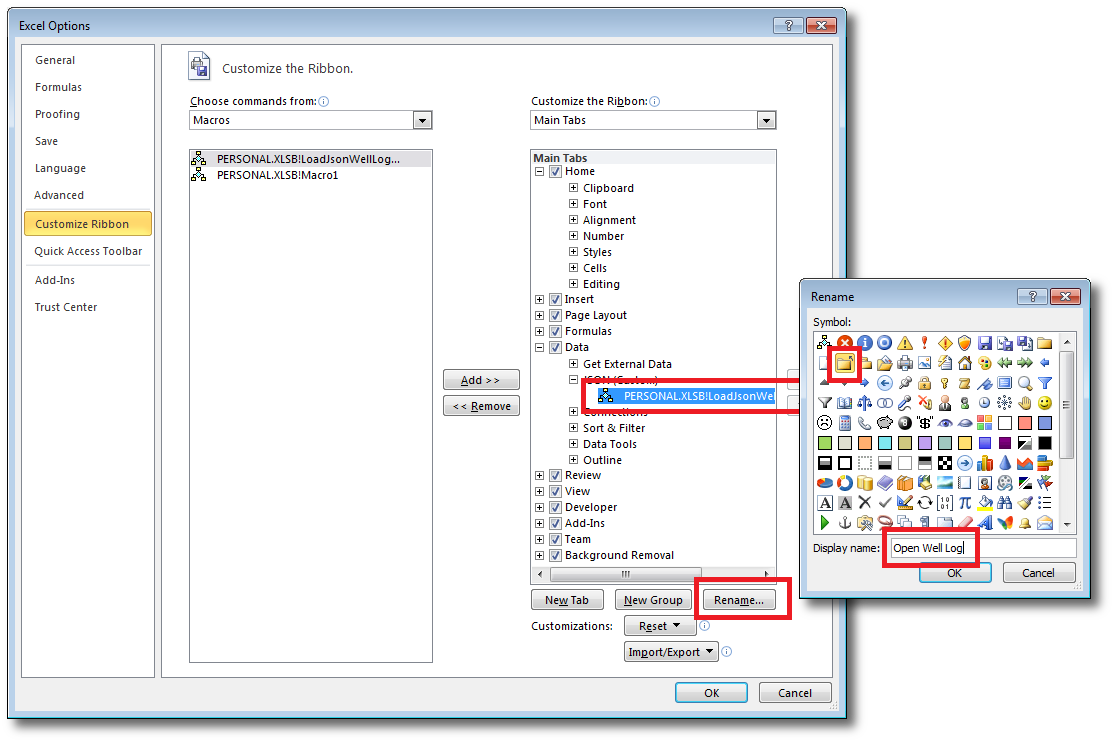 Excel Options
General
Formulas
Proofing
Save
Language
Advanced
Customize Ribbon
Quick Access Toolbar
Add-Ins
Trust Center
Customize the Ribbon.
Choose commands from:
Macros
PERSONAL.XLSB!LoadJsonWellLog...
PERSONAL.XLSB!Macro1
Add >>
<< Remove
Customize the Ribbon:
Main Tabs
Main Tabs
Home
Clipboard
Font
Alignment
Number
Styles
Cells
Editing
Insert
Page Layout
Formulas
Data
Get External Data
JSON (Custom)
PERSONAL.XLSB!LoadJsonWel
Connections
Sort & Filter
Data Tools
Outline
Review
View
Developer
Add-Ins
Team
Background Removal
New Tab
New Group
Rename...
Customizations:
Reset
Import/Export
OK
Cancel
Rename
Symbol:
Display name:
Open Well Log
OK
Cancel